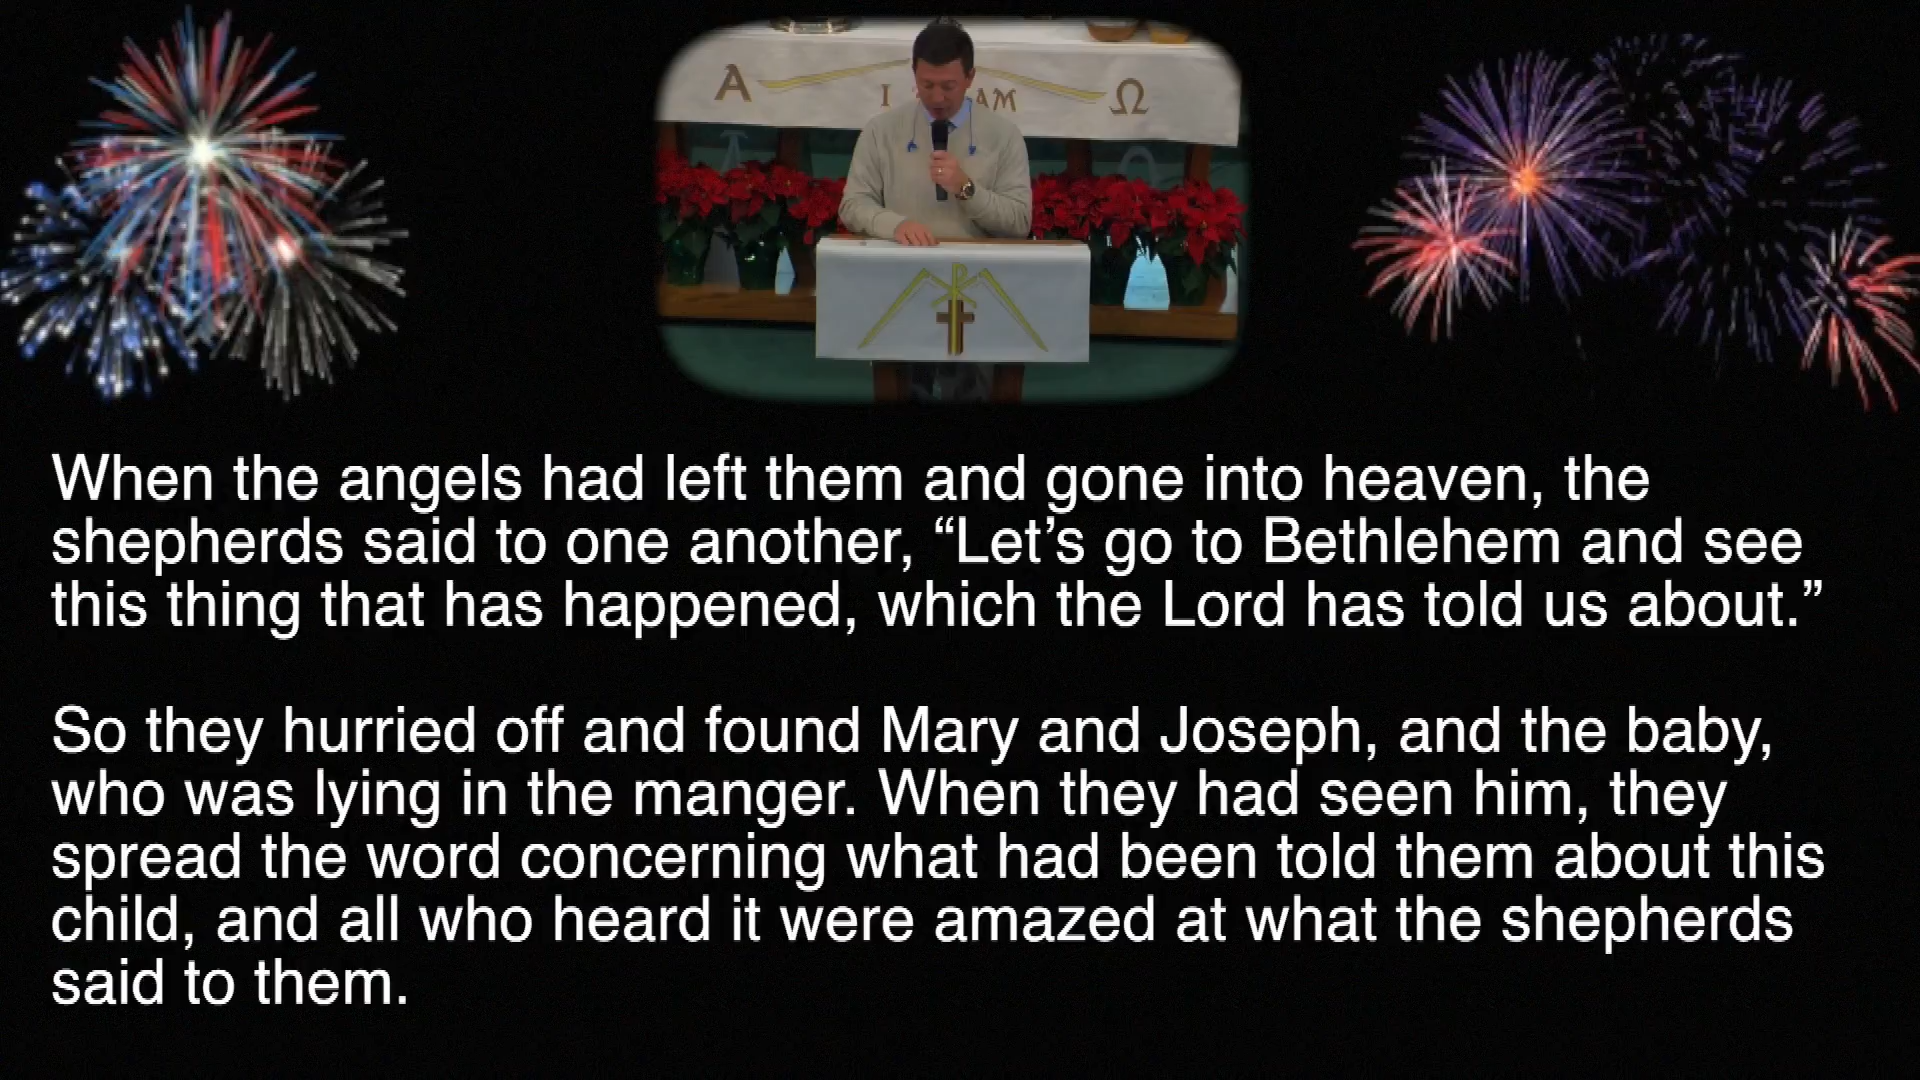 A I AM Ω
When the angels had left them and gone into heaven, the
shepherds said to one another, “Let’s go to Bethlehem and see
this thing that has happened, which the Lord has told us about.”
So they hurried off and found Mary and Joseph, and the baby,
who was lying in the manger. When they had seen him, they
spread the word concerning what had been told them about this
child, and all who heard it were amazed at what the shepherds
said to them.